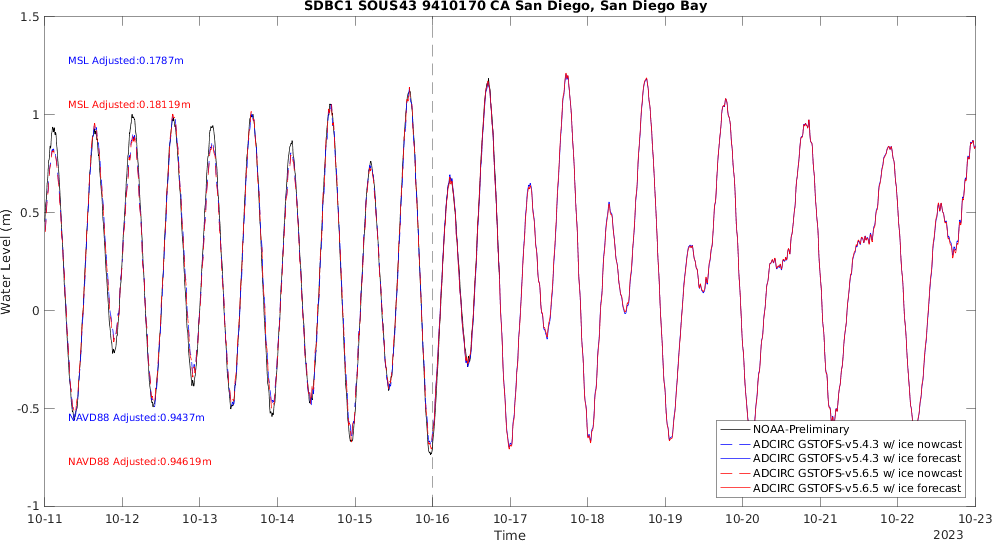 SDBC1 SOUS43 9410170 CA San Diego, San Diego Bay
1.5
MSL Adjusted:0.1787m
MSL Adjusted:0.18119m
1
0.5
Water Level (m)
0
-0.5
NAVD88 Adjusted:0.9437m
NAVD88 Adjusted:0.94619m
NOAA-Preliminary
ADCIRC GSTOFS-v5.4.3 w/ ice nowcast
ADCIRC GSTOFS-v5.4.3 w/ ice forecast
ADCIRC GSTOFS-v5.6.5 w/ ice nowcast
ADCIRC GSTOFS-v5.6.5 w/ ice forecast
-1
10-11 10-12 10-13 10-14 10-15 10-16 10-17 10-18 10-19 10-20 10-21 10-22 10-23
Time
2023